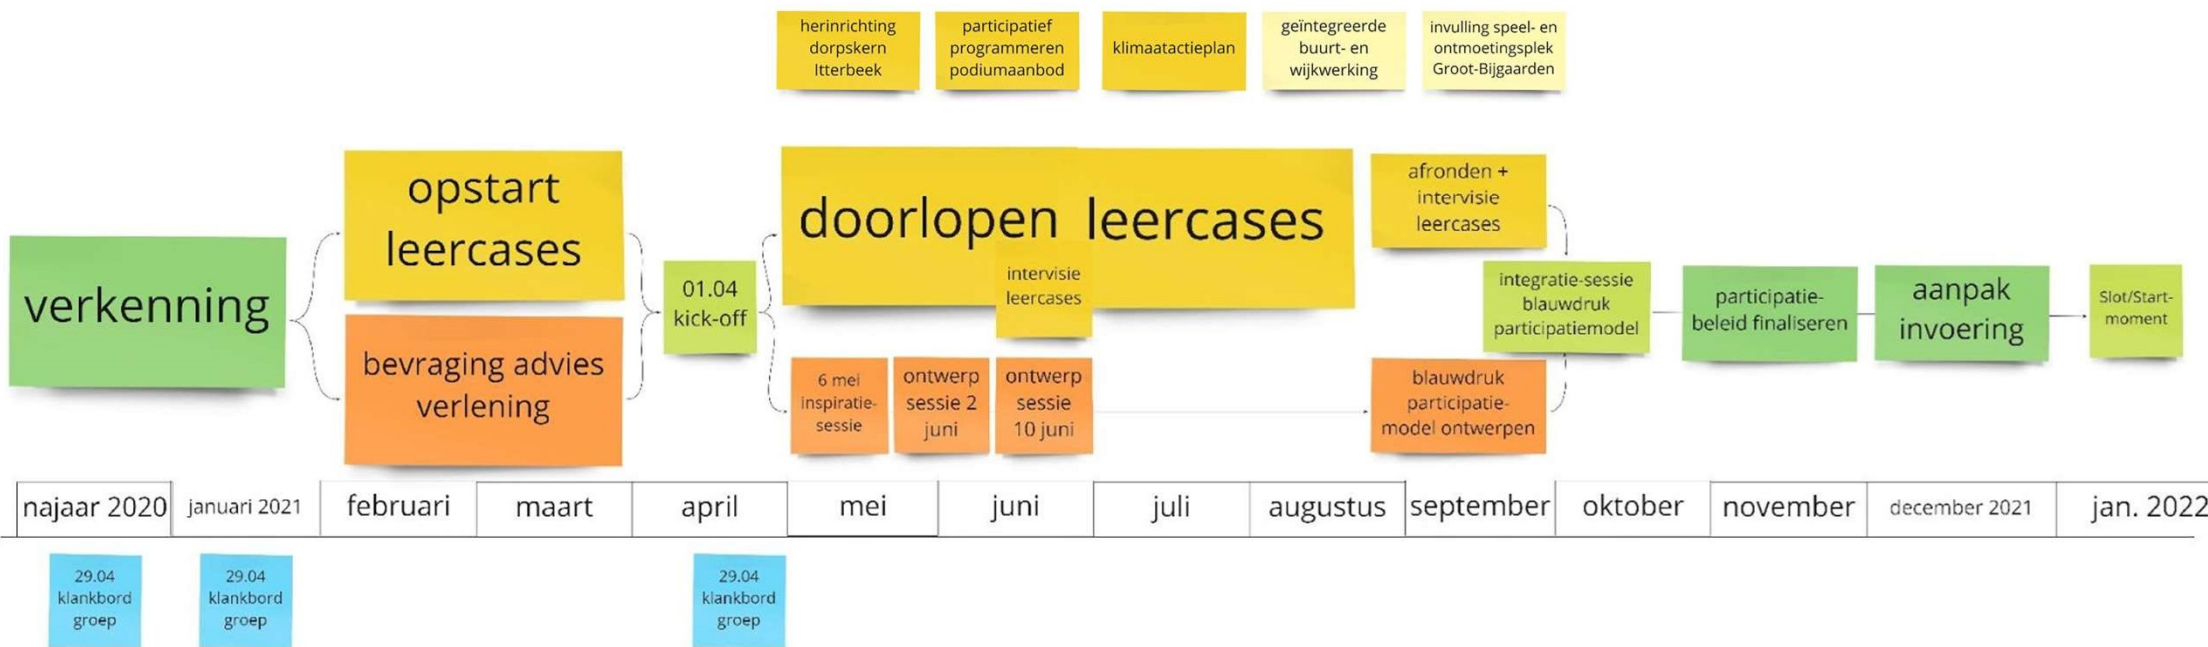 herinrichting
dorpskern
Itterbeek
participatief
programmeren
podiumaanbod
klimaatactieplan
geïntegreerde
buurt- en
wijkwerking
invulling speel- en
ontmoetingsplek
Groot-Bijgaarden
verkenning
opstart
leercases
bevraging advies
verlening
01.04
kick-off
doorlopen leercases
intervisie
leercases
6 mei
inspiratie-
sessie
ontwerp
sessie 2
juni
ontwerp
sessie
10 juni
afronden +
intervisie
leercases
blauwdruk
participatie-
model ontwerpen
integratie-sessie
blauwdruk
participatiemodel
participatie-
beleid finaliseren
aanpak
invoering
Slot/Start-
moment
najaar 2020 januari 2021 februari maart april mei juni juli augustus september oktober november december 2021 jan. 2022
29.04
klankbord
groep
29.04
klankbord
groep
29.04
klankbord
groep